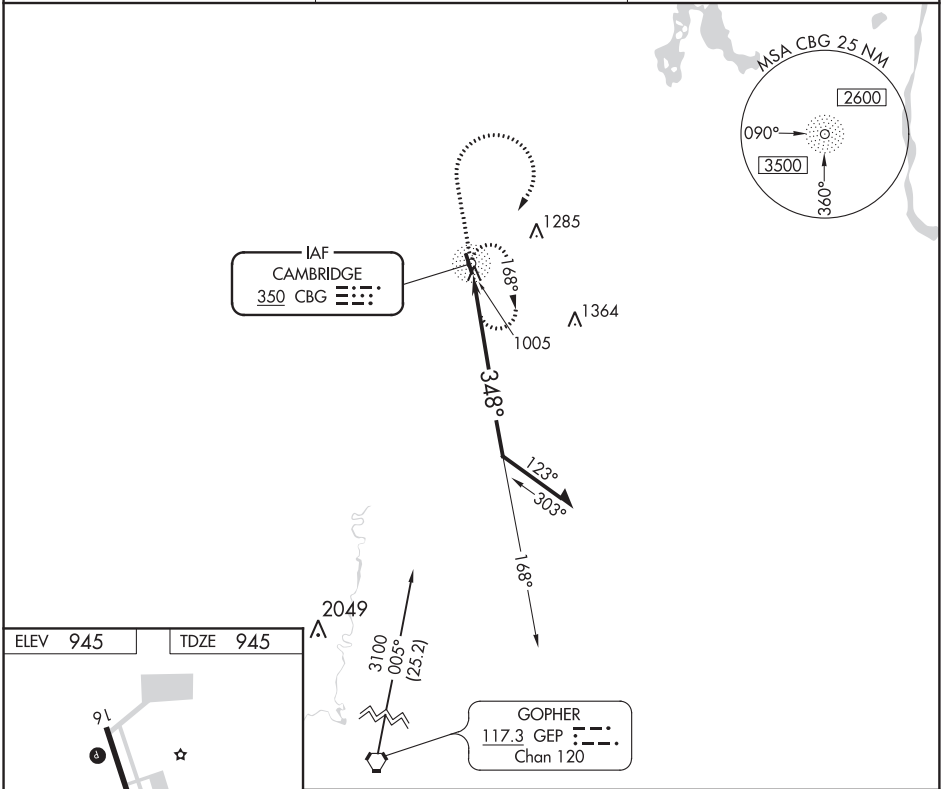 MSA CBG 25 NM
2600
090°
3500
360°
1285
IAF
CAMBRIDGE
350 CBG
168°
1364
1005
348°
123°
303°
168°
2049
3100
005°
(25.2)
ELEV 945
TDZE 945
16
P
GOPHER
117.3 GEP
Chan 120